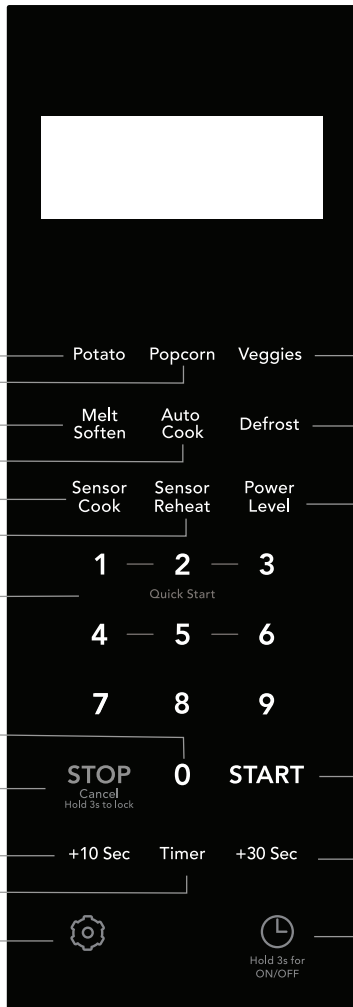 Potato Popcorn Veggies
Melt Soften
Auto Cook
Defrost
Sensor Cook
Sensor Reheat
Power Level
1 — 2 — 3
Quick Start
4 — 5 — 6
7 8 9
STOP 0 START
Cancel
Hold 3s to lock
+10 Sec Timer +30 Sec
Hold 3s for
ON/OFF